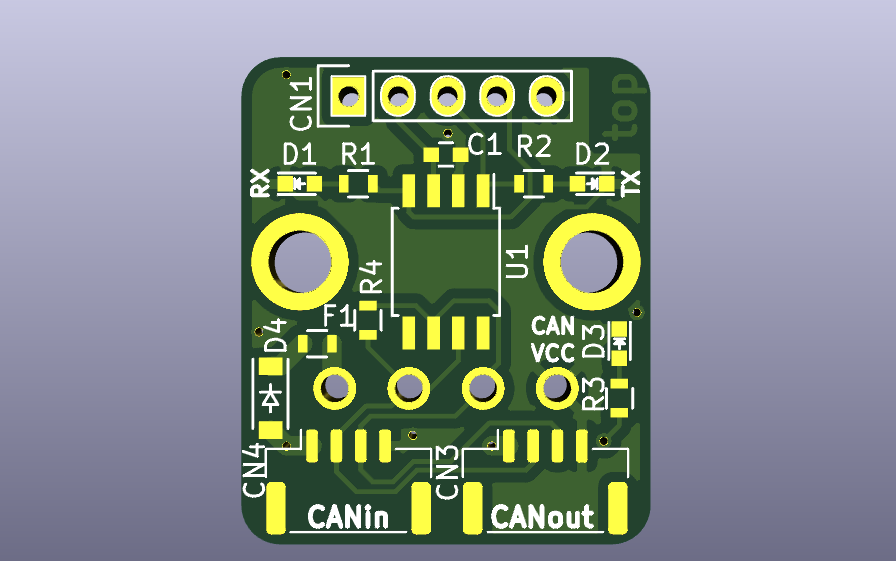 top
CN1
C1
R2
D1
R1
D2
RX
TX
U1
R4
F1
CAN
VCC
D3
D4
R3
CN4
CN3
CANin
CANout